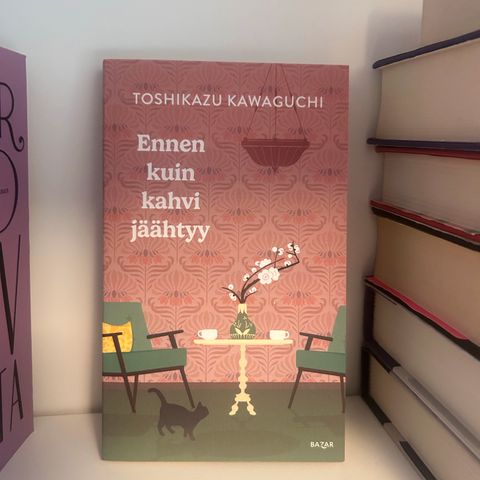 TOSHIKAZU KAWAGUCHI
Ennen
kuin
kahvi
jäähtyy
BAZAR